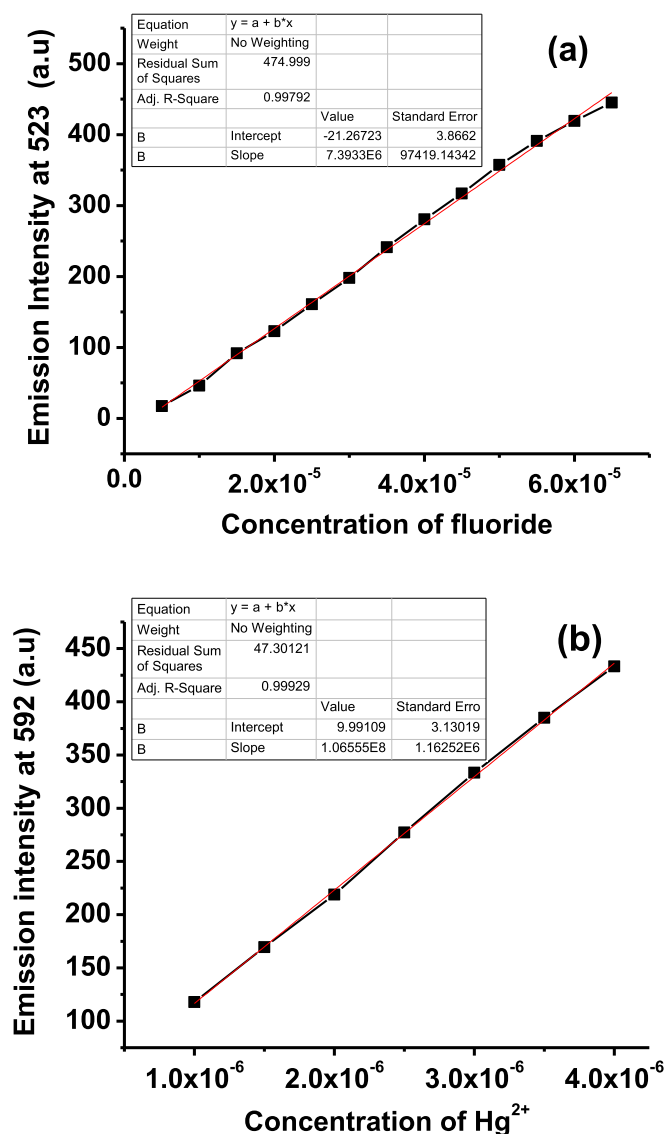 Equation y = a + b*x
Weight No Weighting
Residual Sum 474.999
of Squares
Adj. R-Square 0.99792
Value Standard Error
B Intercept -21.26723 3.8662
B Slope 7.3933E6 97419.14342
(a)
500
400
300
200
100
0
Emission Intensity at 523 (a.u)
0.0 2.0x10⁻⁵ 4.0x10⁻⁵ 6.0x10⁻⁵
Concentration of fluoride
Equation y = a + b*x
Weight No Weighting
Residual Sum 47.30121
of Squares
Adj. R-Square 0.99929
Value Standard Erro
B Intercept 9.99109 3.13019
B Slope 1.06555E8 1.16252E6
(b)
450
400
350
300
250
200
150
100
Emission intensity at 592 (a.u)
1.0x10⁻⁶ 2.0x10⁻⁶ 3.0x10⁻⁶ 4.0x10⁻⁶
Concentration of Hg²⁺